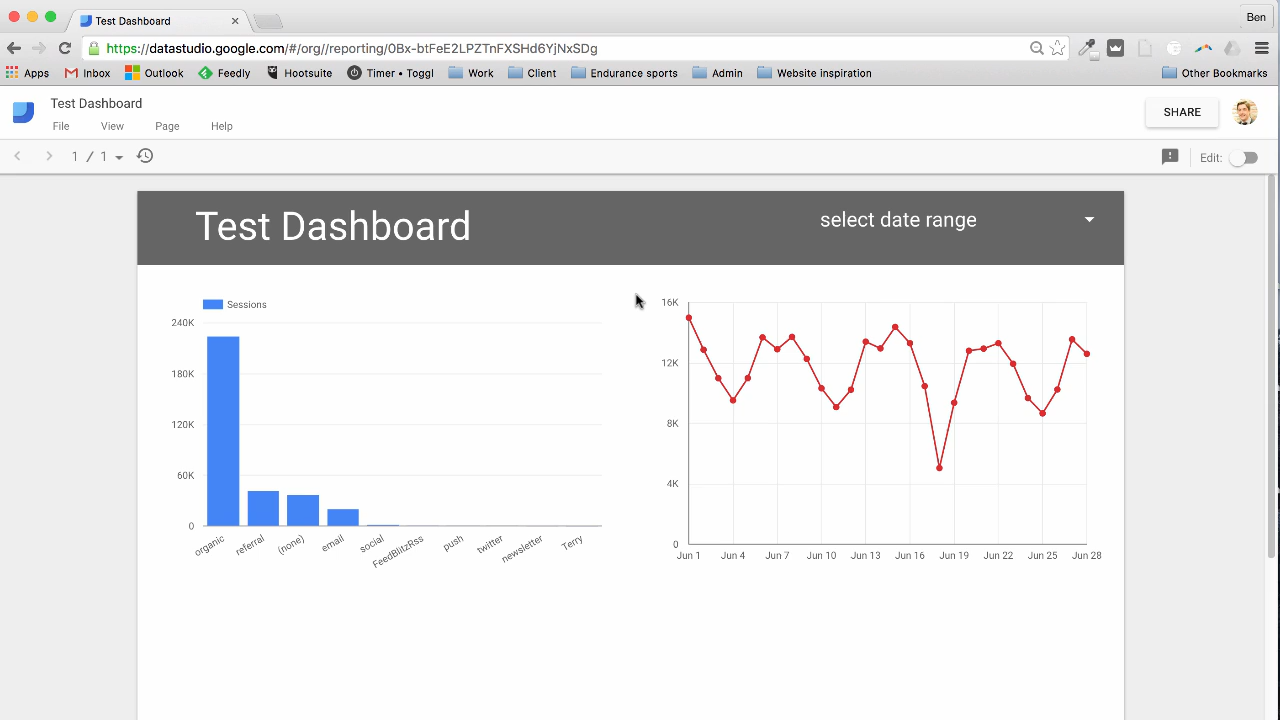 Test Dashboard
Ben
https://datastudio.google.com/#/org//reporting/0Bx-btFeE2LPZTnFXSHd6YjNxSDg
Apps Inbox Outlook Feedly Hootsuite Timer • Toggl Work Client Endurance sports Admin Website inspiration Other Bookmarks
Test Dashboard
File View Page Help
SHARE
1 / 1
Edit:
Test Dashboard
select date range
Sessions
240K
180K
120K
60K
0
organic referral (none) email social FeedBlitzRss push twitter newsletter Terry
16K
12K
8K
4K
0
Jun 1 Jun 4 Jun 7 Jun 10 Jun 13 Jun 16 Jun 19 Jun 22 Jun 25 Jun 28